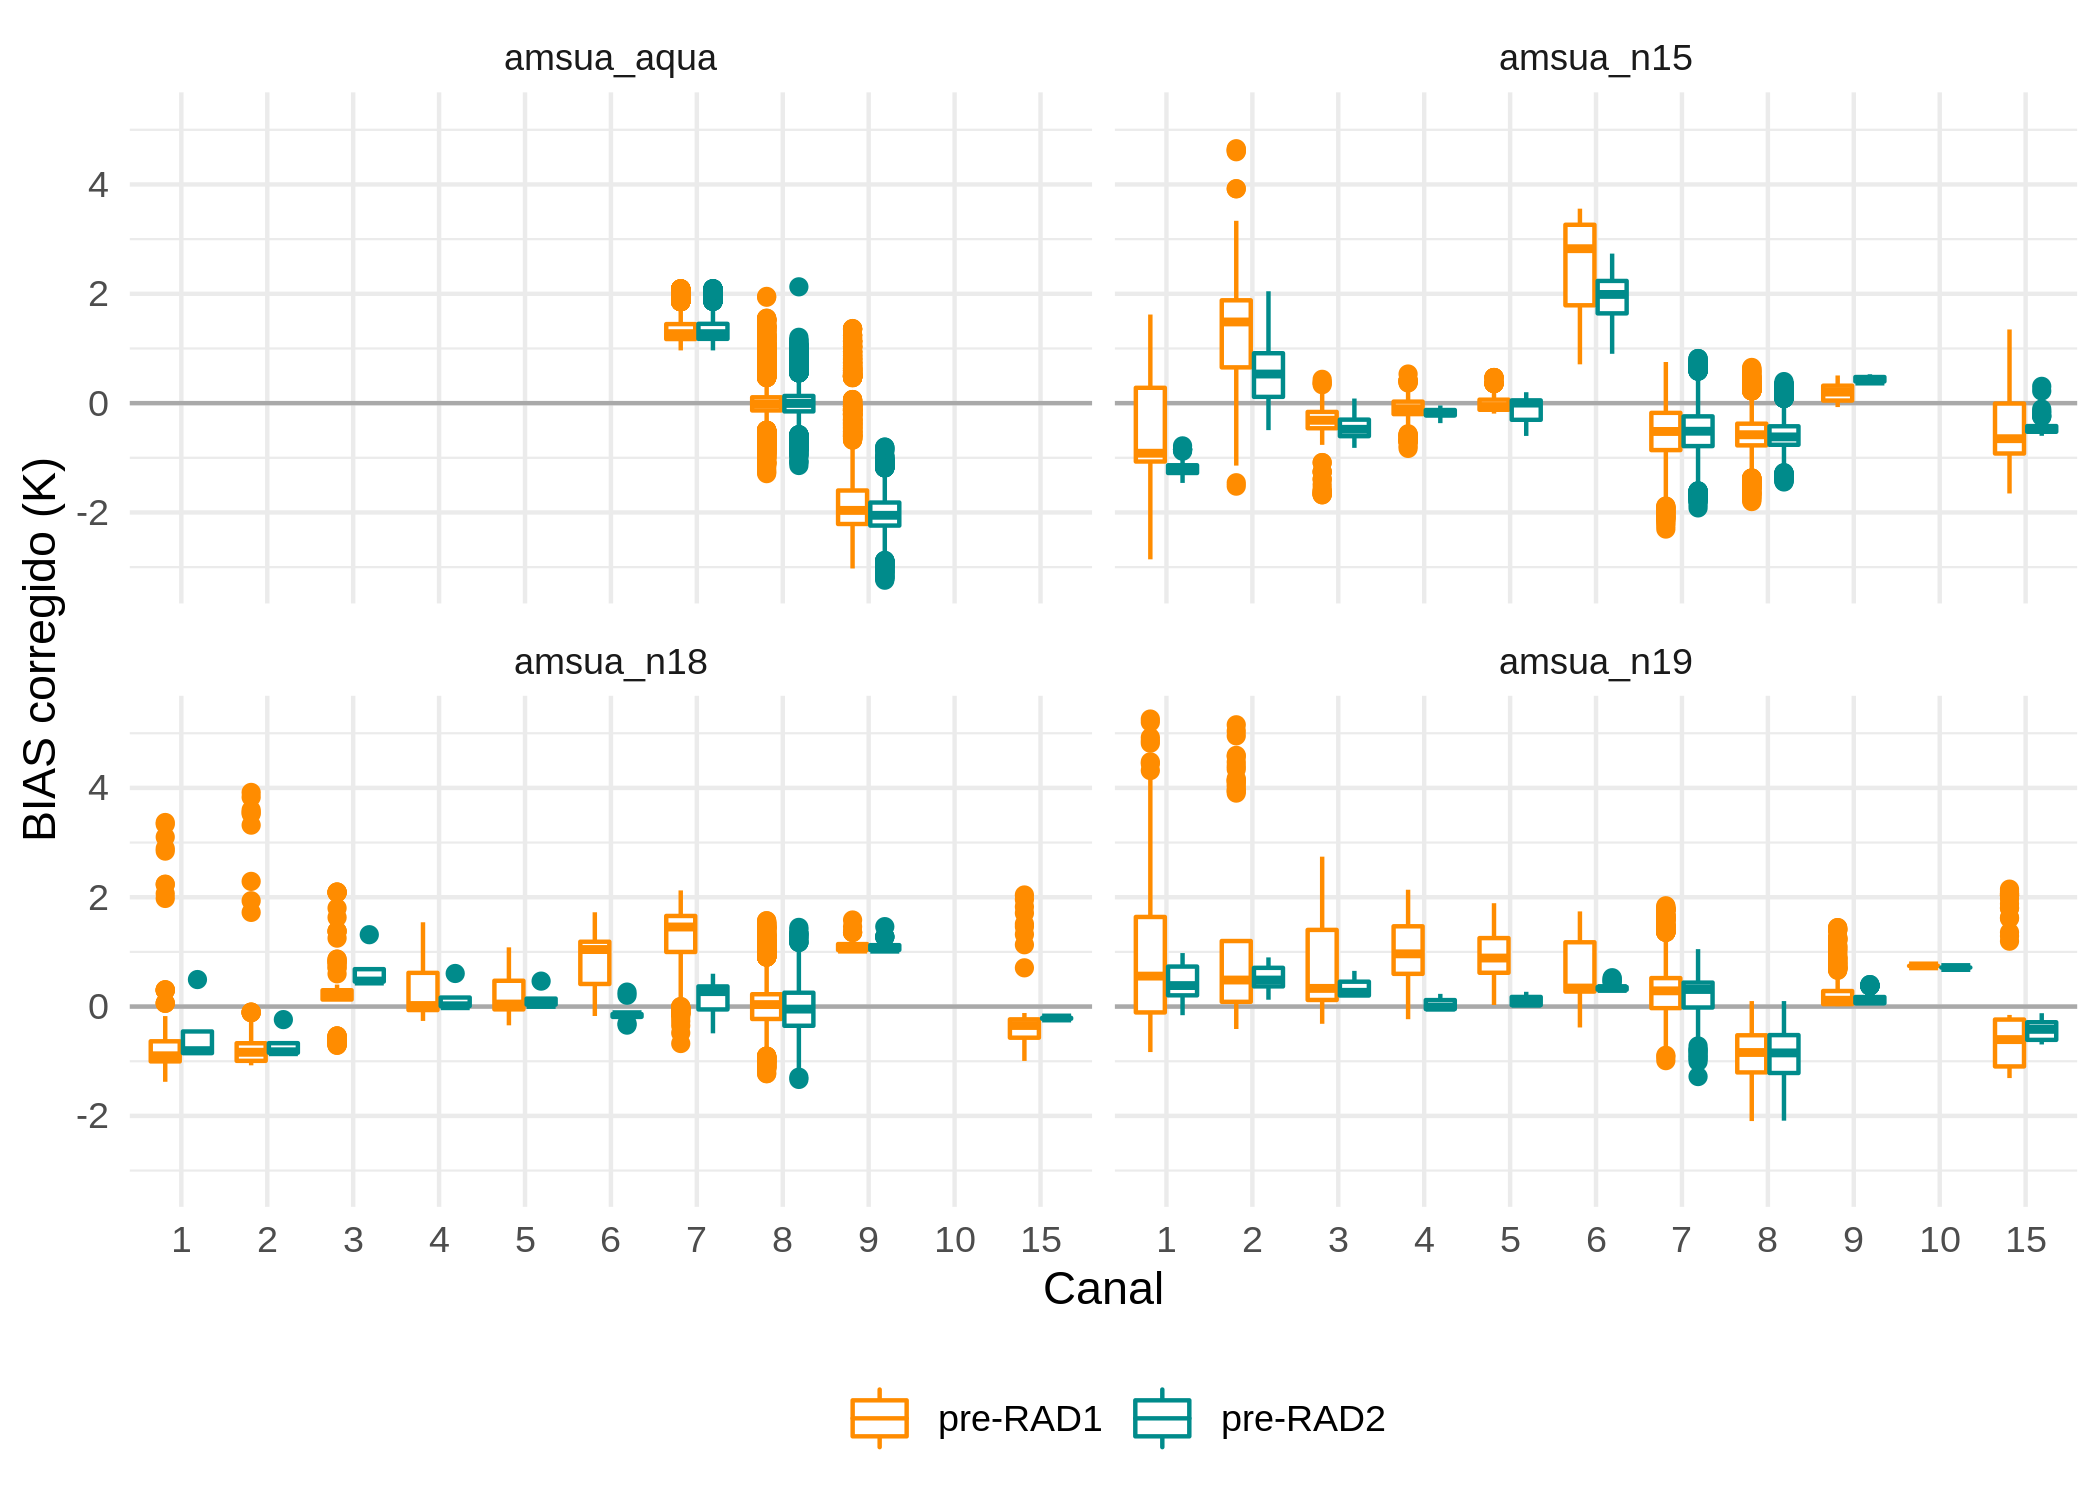 amsua_aqua
amsua_n15
4
2
0
-2
BIAS corregido (K)
amsua_n18
amsua_n19
4
2
0
-2
1 2 3 4 5 6 7 8 9 10 15
1 2 3 4 5 6 7 8 9 10 15
Canal
pre-RAD1 pre-RAD2